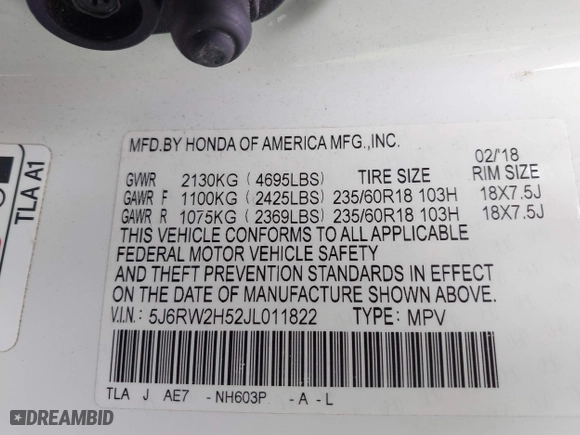 MFD.BY HONDA OF AMERICA MFG.,INC.
02/'18
GVWR 2130KG (4695LBS) TIRE SIZE RIM SIZE
GAWR F 1100KG (2425LBS) 235/60R18 103H 18X7.5J
GAWR R 1075KG (2369LBS) 235/60R18 103H 18X7.5J
THIS VEHICLE CONFORMS TO ALL APPLICABLE
FEDERAL MOTOR VEHICLE SAFETY
AND THEFT PREVENTION STANDARDS IN EFFECT
ON THE DATE OF MANUFACTURE SHOWN ABOVE.
V.I.N.: 5J6RW2H52JL011822 TYPE: MPV
TLA J AE7 -NH603P -A -L
TLA A1
DREAMBID